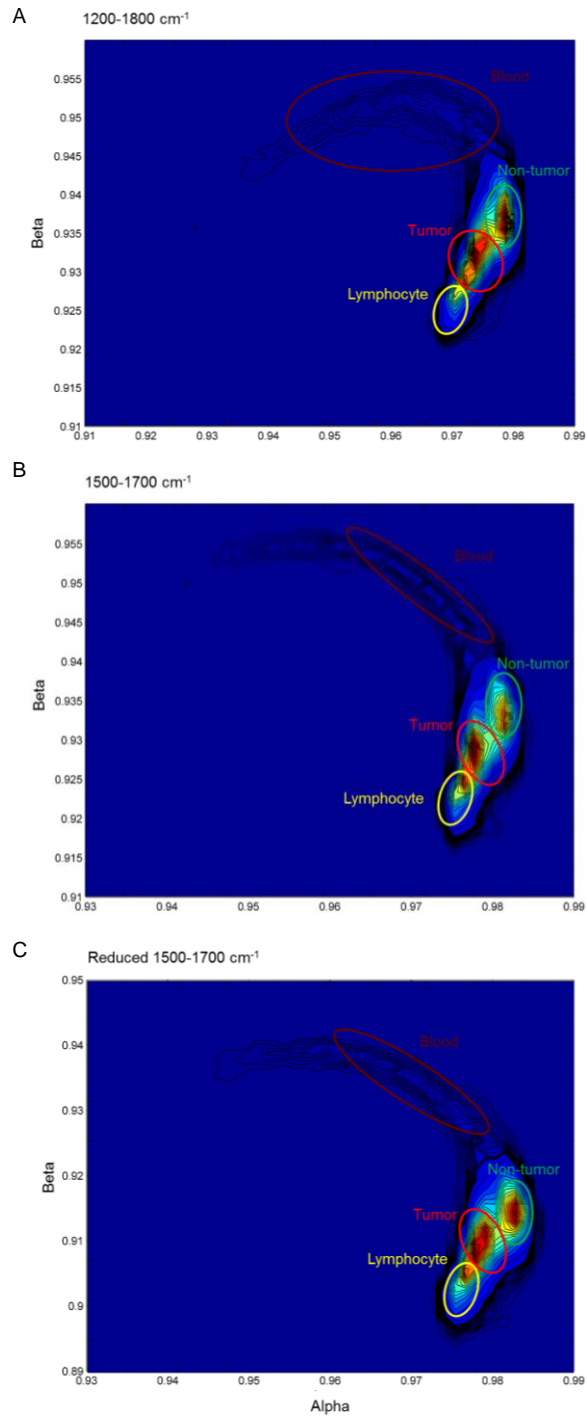 A
1200-1800 cm⁻¹
0.955
0.95
0.945
0.94
0.935
0.93
0.925
0.92
0.915
0.91
Beta
Blood
Non-tumor
Tumor
Lymphocyte
0.91 0.92 0.93 0.94 0.95 0.96 0.97 0.98 0.99
B
1500-1700 cm⁻¹
0.955
0.95
0.945
0.94
0.935
0.93
0.925
0.92
0.915
0.91
Beta
Blood
Non-tumor
Tumor
Lymphocyte
0.93 0.94 0.95 0.96 0.97 0.98 0.99
C
Reduced 1500-1700 cm⁻¹
0.95
0.94
0.93
0.92
0.91
0.9
0.89
Beta
Blood
Non-tumor
Tumor
Lymphocyte
0.93 0.94 0.95 0.96 0.97 0.98 0.99
Alpha